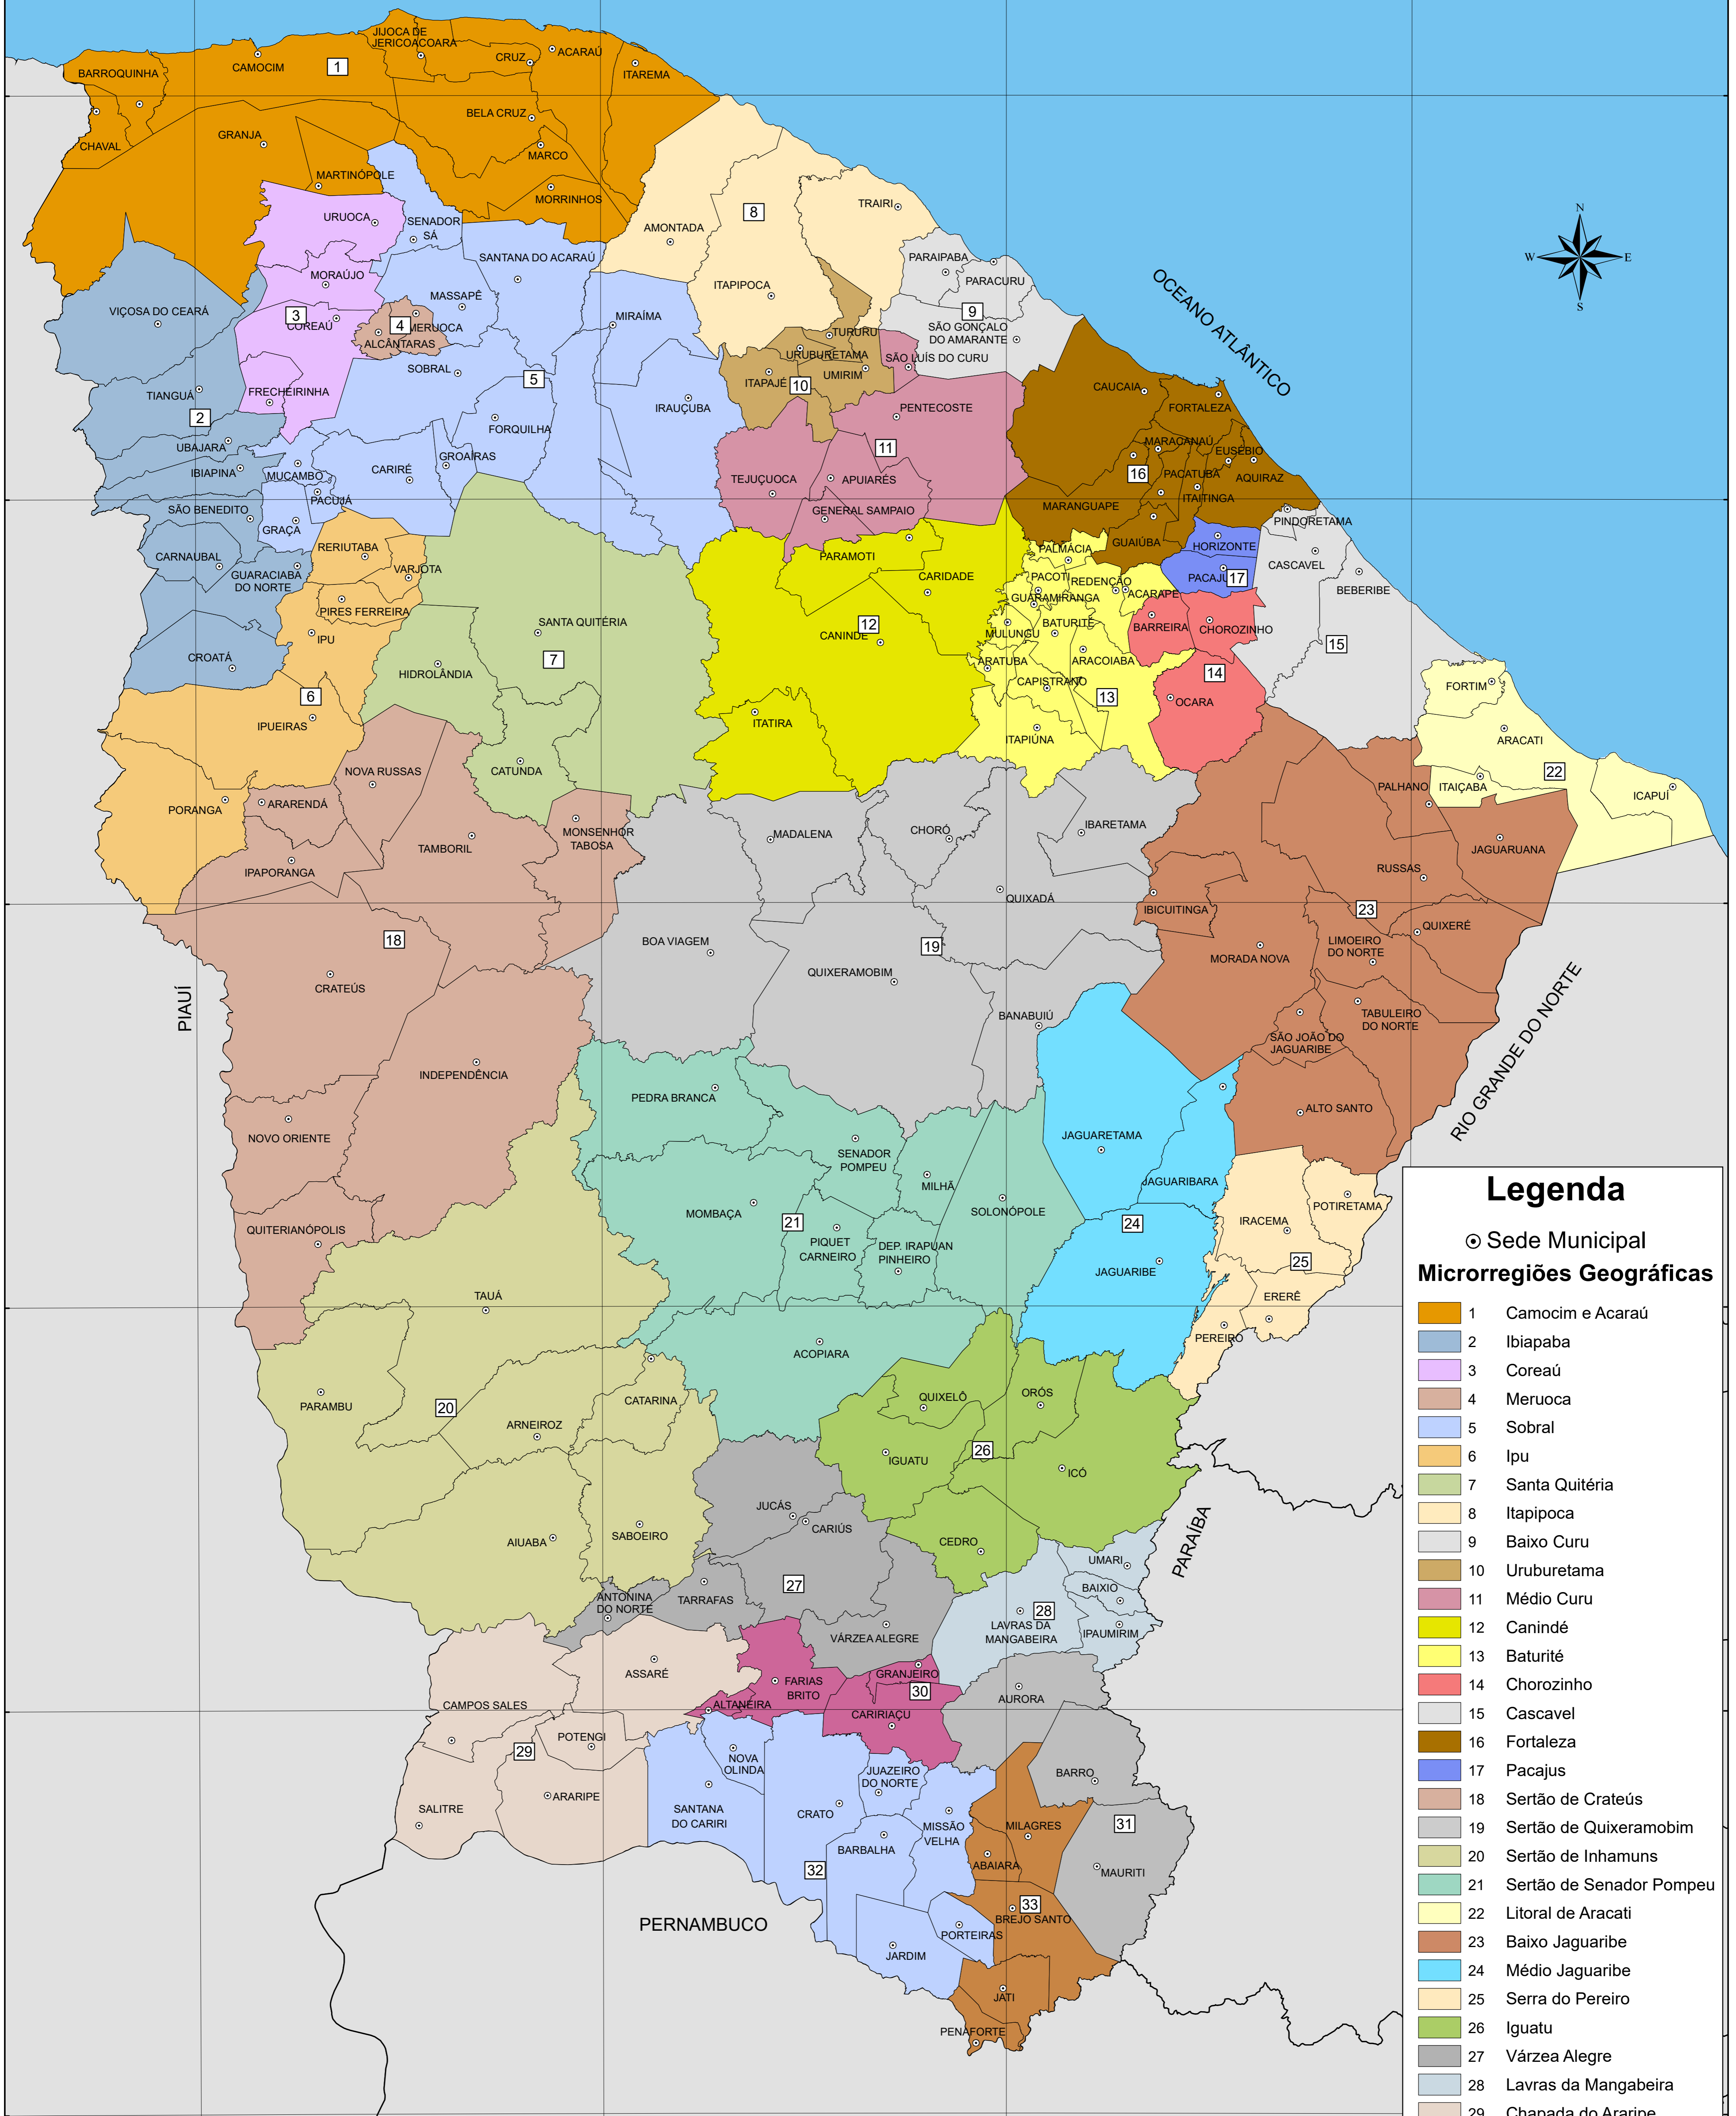 JIJOCA DE
JERICOACOARA
CRUZ
ACARAÚ
ITAREMA
BARROQUINHA
CAMOCIM
1
CHAVAL
GRANJA
BELA CRUZ
MARCO
MARTINÓPOLE
MORRINHOS
URUOCA
SENADOR
SÁ
AMONTADA
8
TRAIRI
N
W
E
S
MORAÚJO
SANTANA DO ACARAÚ
ITAPIPOCA
PARAIPABA
PARACURU
OCEANO ATLÂNTICO
VIÇOSA DO CEARÁ
3
COREAÚ
MASSAPÊ
4
MERUOCA
ALCÂNTARAS
MIRAÍMA
9
SÃO GONÇALO
DO AMARANTE
TURURU
URUBURETAMA
SÃO LUÍS DO CURU
UMIRIM
ITAPAJÉ
10
SOBRAL
5
TIANGUÁ
2
FRECHEIRINHA
IRAUÇUBA
FORQUILHA
PENTECOSTE
CAUCAIA
FORTALEZA
UBAJARA
IBIAPINA
MUCAMBO
CARIRÉ
GROAÍRAS
11
TEJUÇUOCA
APUIARÉS
MARACANAÚ
EUSÉBIO
16
PACATUBA
AQUIRAZ
ITAITINGA
MARANGUAPE
SÃO BENEDITO
PACUJÁ
GRAÇA
GENERAL SAMPAIO
PINDORETAMA
CARNAUBAL
GUARACIABA
DO NORTE
RERIUTABA
VARJOTA
PARAMOTI
CARIDADE
PALMÁCIA
GUAIÚBA
HORIZONTE
PACAJU
17
CASCAVEL
BEBERIBE
PACOTI
REDENÇÃO
GUARAMIRANGA
ACARAPE
PIRES FERREIRA
IPU
SANTA QUITÉRIA
12
CANINDÉ
MULUNGU
BATURITÉ
BARREIRA
CHOROZINHO
15
CROATÁ
HIDROLÂNDIA
7
ARATUBA
ARACOIABA
CAPISTRANO
13
14
OCARA
FORTIM
6
IPUEIRAS
ITATIRA
ITAPIÚNA
ARACATI
22
NOVA RUSSAS
CATUNDA
PORANGA
ARARENDÁ
PALHANO
ITAIÇABA
ICAPUÍ
MONSENHOR
TABOSA
TAMBORIL
MADALENA
CHORÓ
IBARETAMA
JAGUARUANA
IPAPORANGA
RUSSAS
QUIXADÁ
IBICUITINGA
23
QUIXERÉ
18
BOA VIAGEM
19
QUIXERAMOBIM
LIMOEIRO
DO NORTE
MORADA NOVA
CRATEÚS
PIAUÍ
BANABUIÚ
TABULEIRO
DO NORTE
SÃO JOÃO DO
JAGUARIBE
RIO GRANDE DO NORTE
INDEPENDÊNCIA
PEDRA BRANCA
ALTO SANTO
NOVO ORIENTE
SENADOR
POMPEU
JAGUARETAMA
MILHÃ
JAGUARIBARA
QUITERIANÓPOLIS
MOMBAÇA
21
PIQUET
CARNEIRO
DEP. IRAPUAN
PINHEIRO
SOLONÓPOLE
24
JAGUARIBE
IRACEMA
POTIRETAMA
25
TAUÁ
ERERÊ
PEREIRO
ACOPIARA
PARAMBU
20
ARNEIROZ
CATARINA
QUIXELÔ
ORÓS
IGUATU
26
ICÓ
JUCÁS
CARIÚS
AIUABA
SABOEIRO
CEDRO
PARAÍBA
UMARI
BAIXIO
ANTONINA
DO NORTE
TARRAFAS
27
28
LAVRAS DA
MANGABEIRA
IPAUMIRIM
VÁRZEA ALEGRE
ASSARÉ
FARIAS
BRITO
GRANJEIRO
30
CAMPOS SALES
ALTANEIRA
CARIRIAÇU
AURORA
POTENGI
29
NOVA
OLINDA
JUAZEIRO
DO NORTE
BARRO
SALITRE
ARARIPE
SANTANA
DO CARIRI
CRATO
MISSÃO
VELHA
MILAGRES
31
BARBALHA
ABAIARA
MAURITI
32
33
BREJO SANTO
PERNAMBUCO
PORTEIRAS
JARDIM
JATI
PENAFORTE
Legenda
Sede Municipal
Microrregiões Geográficas
1 Camocim e Acaraú
2 Ibiapaba
3 Coreaú
4 Meruoca
5 Sobral
6 Ipu
7 Santa Quitéria
8 Itapipoca
9 Baixo Curu
10 Uruburetama
11 Médio Curu
12 Canindé
13 Baturité
14 Chorozinho
15 Cascavel
16 Fortaleza
17 Pacajus
18 Sertão de Crateús
19 Sertão de Quixeramobim
20 Sertão de Inhamuns
21 Sertão de Senador Pompeu
22 Litoral de Aracati
23 Baixo Jaguaribe
24 Médio Jaguaribe
25 Serra do Pereiro
26 Iguatu
27 Várzea Alegre
28 Lavras da Mangabeira
29 Chapada do Araripe